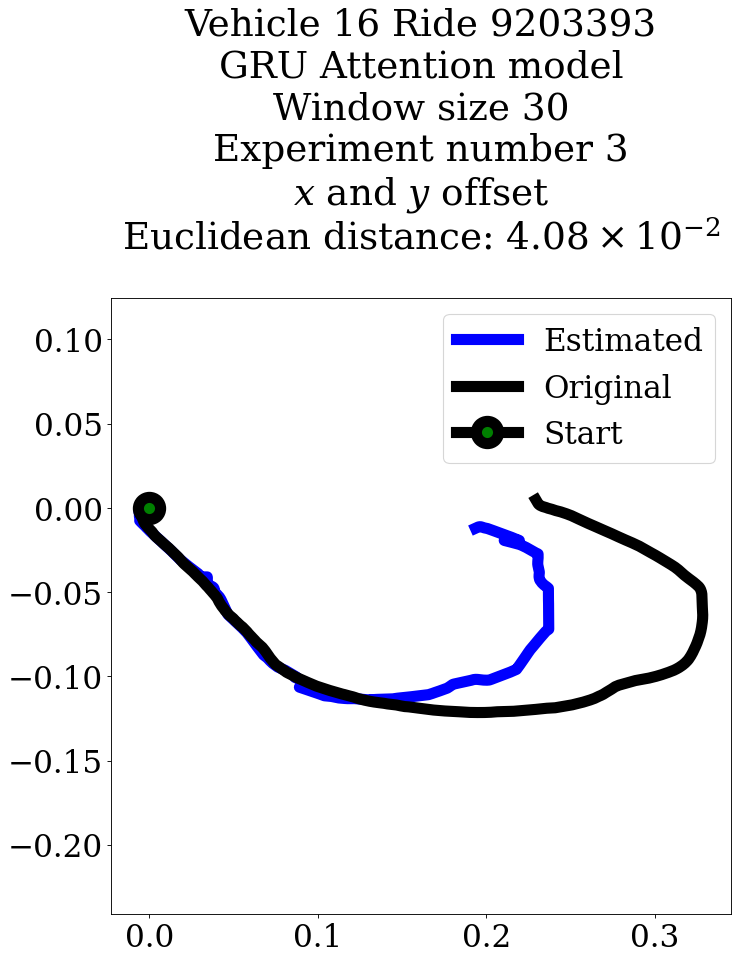 Vehicle 16 Ride 9203393
GRU Attention model
Window size 30
Experiment number 3
x and y offset
Euclidean distance: 4.08 × 10⁻²
Estimated
Original
Start
0.10
0.05
0.00
−0.05
−0.10
−0.15
−0.20
0.0 0.1 0.2 0.3